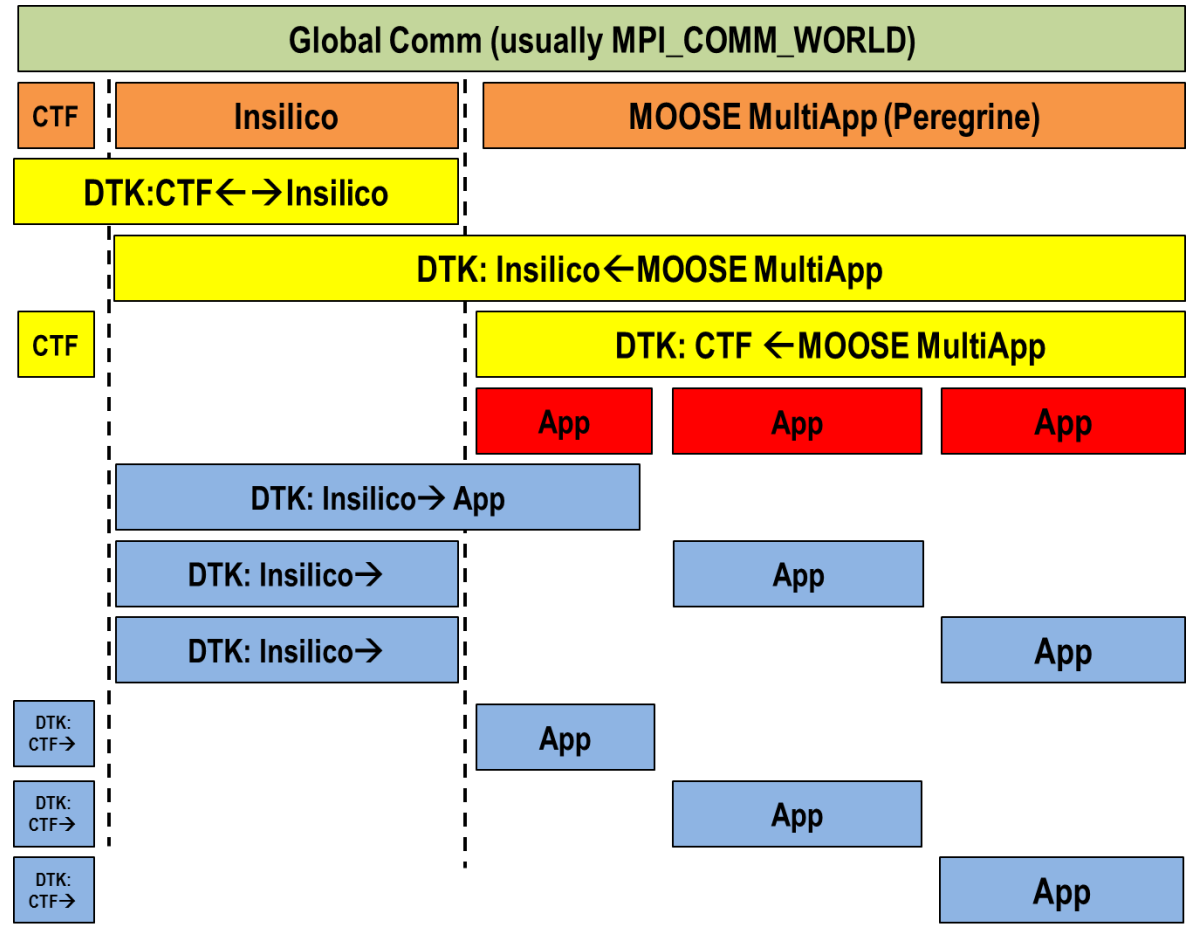 Global Comm (usually MPI_COMM_WORLD)
CTF
Insilico
MOOSE MultiApp (Peregrine)
DTK:CTF← →Insilico
DTK: Insilico←MOOSE MultiApp
CTF
DTK: CTF ←MOOSE MultiApp
App
App
App
DTK: Insilico→ App
DTK: Insilico→
App
DTK: Insilico→
App
DTK:
CTF→
App
DTK:
CTF→
App
DTK:
CTF→
App